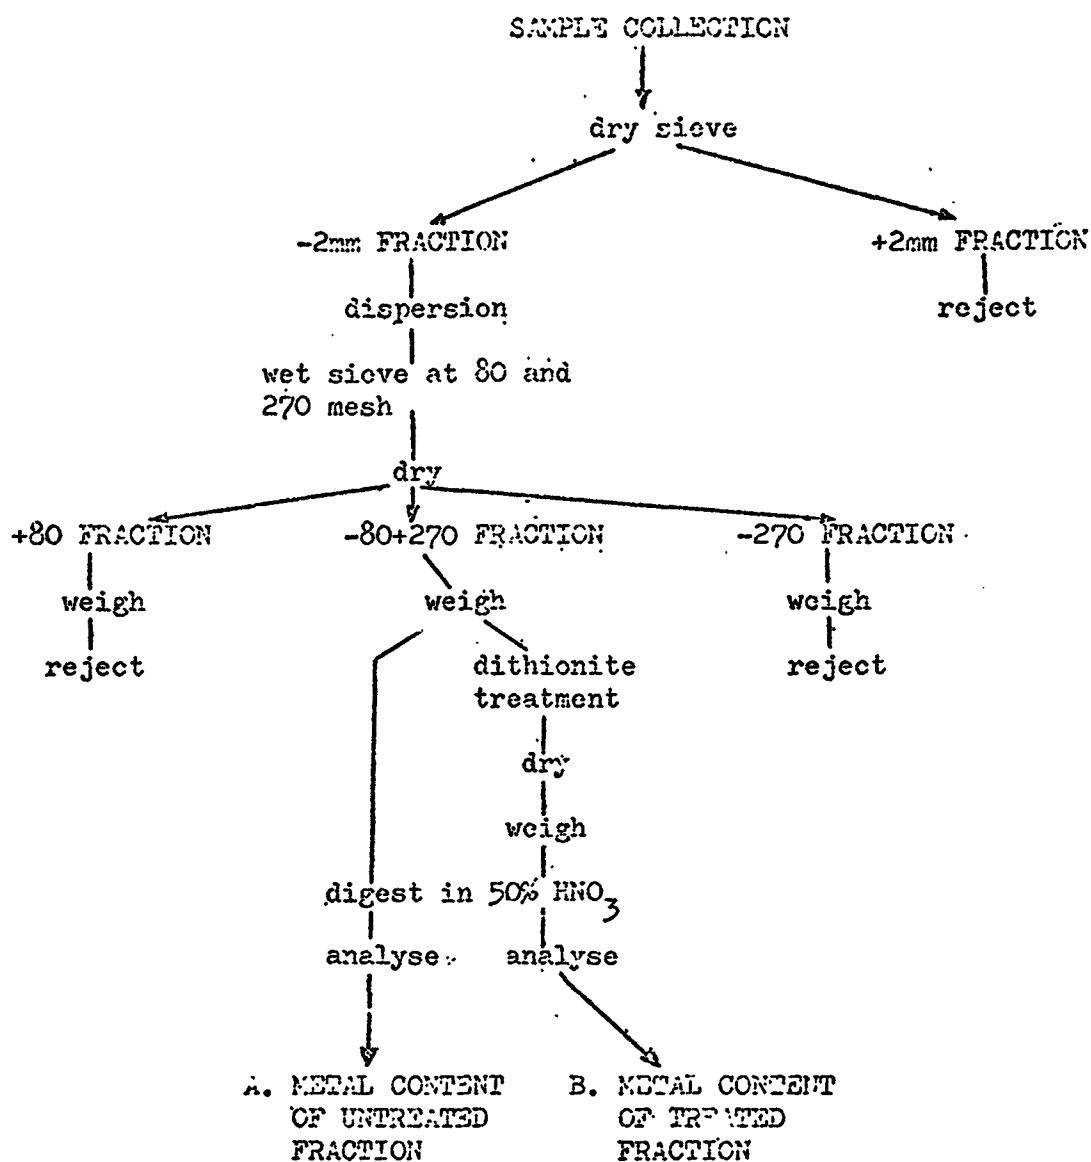 SAMPLE COLLECTION
dry sieve
-2mm FRACTION
+2mm FRACTION
dispersion
reject
wet sieve at 80 and
270 mesh
dry
+80 FRACTION
-80+270 FRACTION
-270 FRACTION
weigh
weigh
weigh
reject
dithionite
treatment
reject
dry
weigh
digest in 50% HNO3
analyse
analyse
A. METAL CONTENT
OF UNTREATED
FRACTION
B. METAL CONTENT
OF TREATED
FRACTION